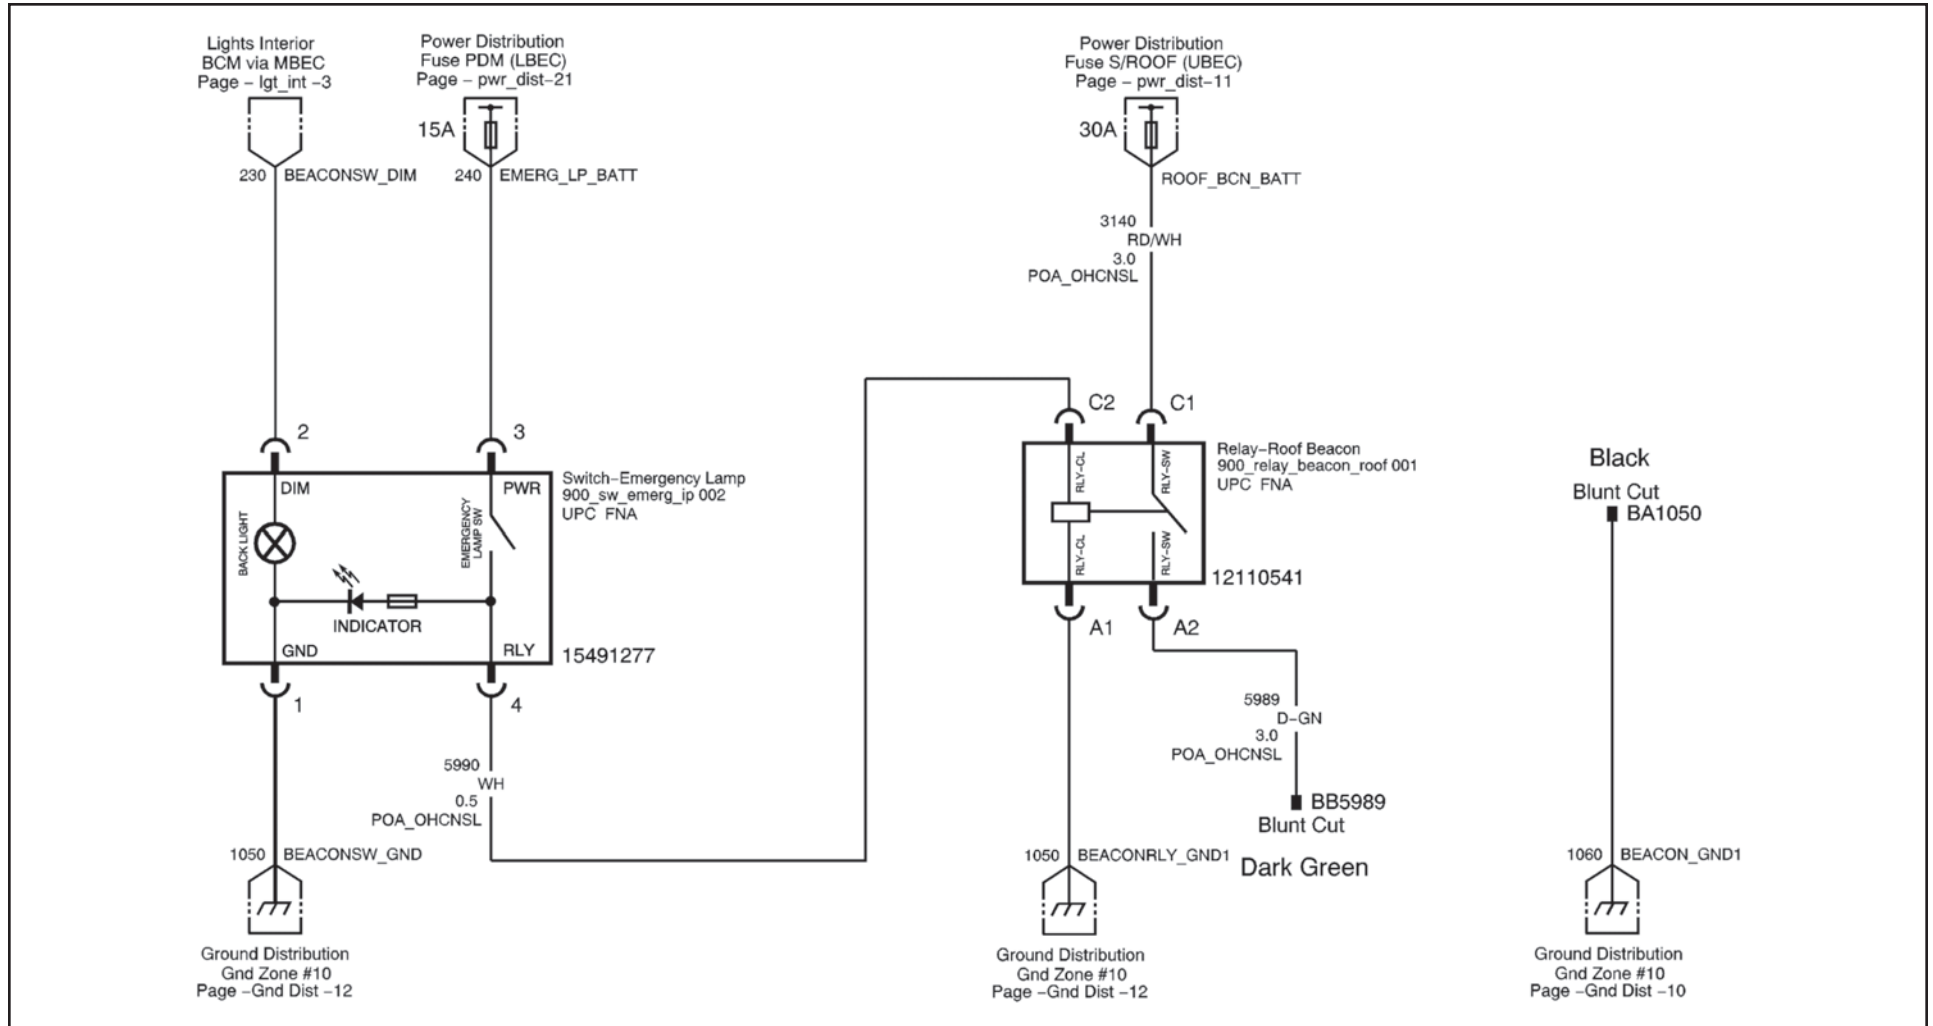 Lights Interior
BCM via MBEC
Page – lgt_int –3
Power Distribution
Fuse PDM (LBEC)
Page – pwr_dist–21
15A
230 BEACONSW_DIM
240 EMERG_LP_BATT
Power Distribution
Fuse S/ROOF (UBEC)
Page – pwr_dist–11
30A
ROOF_BCN_BATT
3140
RD/WH
3.0
POA_OHCNSL
2
3
DIM
PWR
BACK LIGHT
EMERGENCY
LAMP SW
INDICATOR
GND
RLY
Switch–Emergency Lamp
900_sw_emerg_ip 002
UPC FNA
15491277
1
4
5990
WH
0.5
POA_OHCNSL
1050 BEACONSW_GND
Ground Distribution
Gnd Zone #10
Page –Gnd Dist –12
C2
C1
RLY–CL
RLY–SW
RLY–CL
RLY–SW
Relay–Roof Beacon
900_relay_beacon_roof 001
UPC FNA
12110541
A1
A2
5989
D–GN
3.0
POA_OHCNSL
BB5989
Blunt Cut
Dark Green
1050 BEACONRLY_GND1
Ground Distribution
Gnd Zone #10
Page –Gnd Dist –12
Black
Blunt Cut
BA1050
1060 BEACON_GND1
Ground Distribution
Gnd Zone #10
Page –Gnd Dist –10